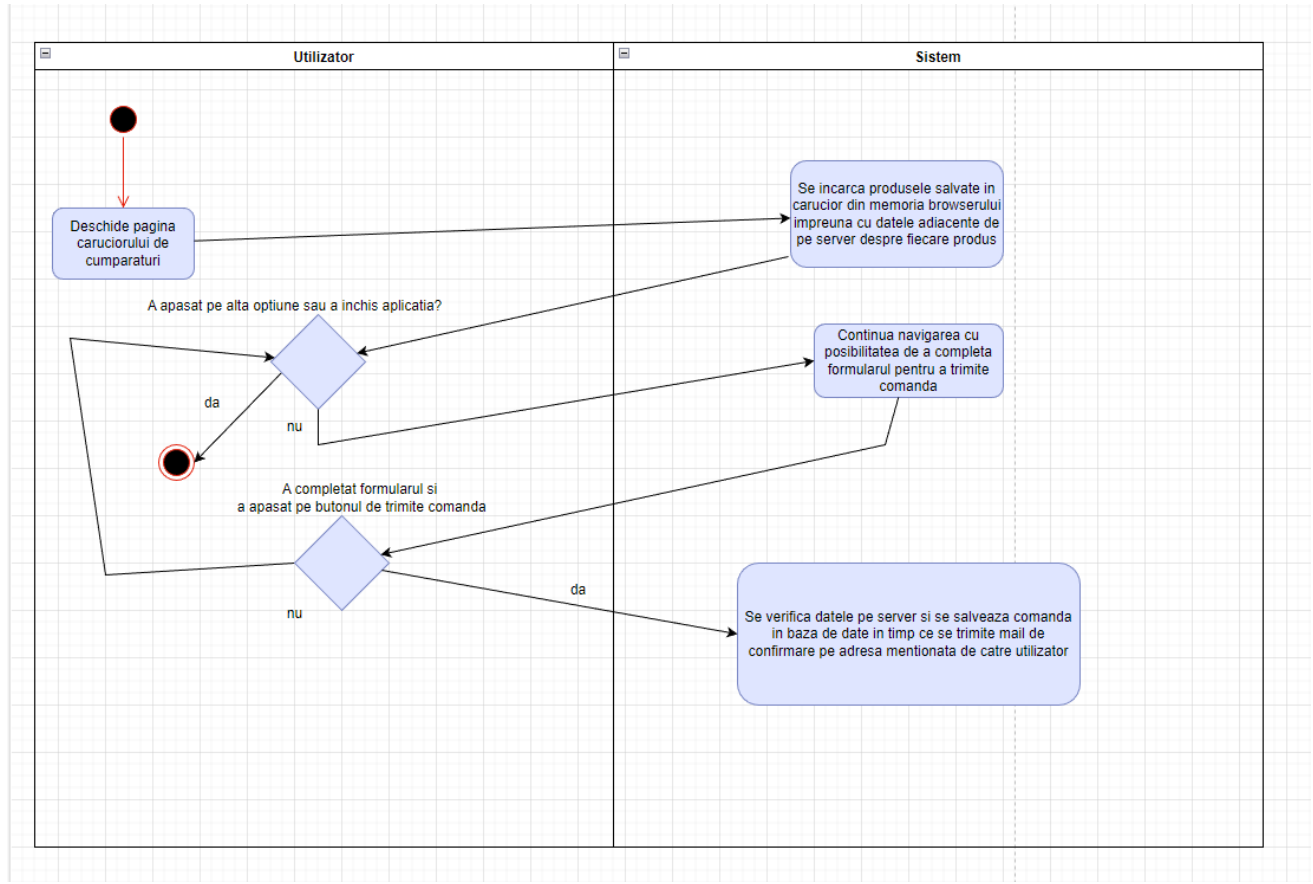 Utilizator
Sistem
Deschide pagina
caruciorului de
cumparaturi
Se incarca produsele salvate in
carucior din memoria browserului
impreuna cu datele adiacente de
pe server despre fiecare produs
A apasat pe alta optiune sau a inchis aplicatia?
da
nu
Continua navigarea cu
posibilitatea de a completa
formularul pentru a trimite
comanda
A completat formularul si
a apasat pe butonul de trimite comanda
nu
da
Se verifica datele pe server si se salveaza comanda
in baza de date in timp ce se trimite mail de
confirmare pe adresa mentionata de catre utilizator